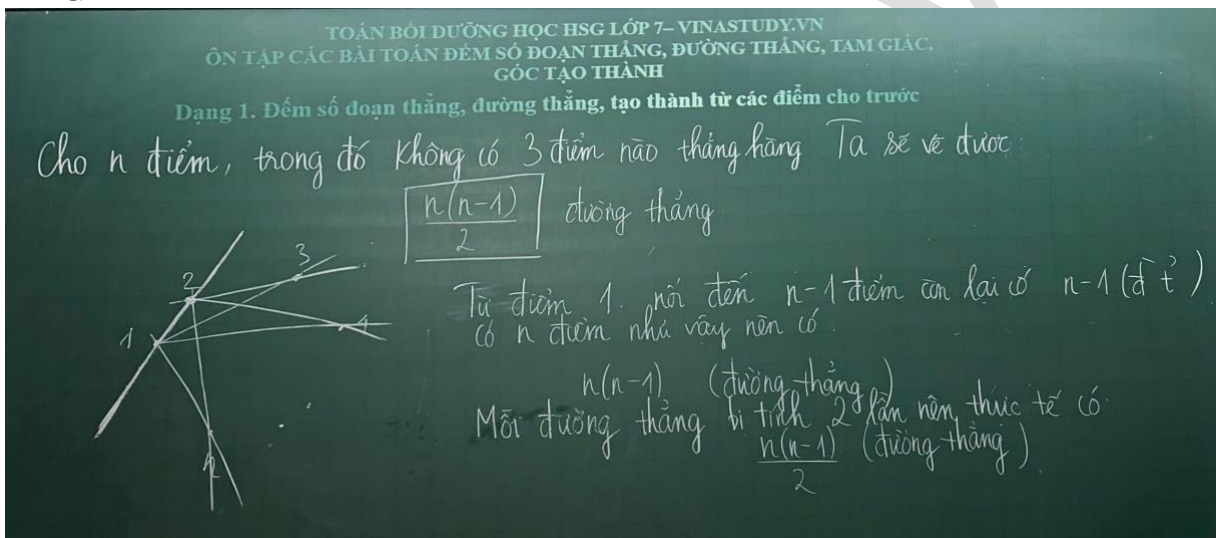 TOÁN BỒI DƯỠNG HỌC HSG LỚP 7– VINASTUDY.VN
ÔN TẬP CÁC BÀI TOÁN ĐẾM SỐ ĐOẠN THẲNG, ĐƯỜNG THẲNG, TAM GIÁC,
GÓC TẠO THÀNH
Dạng 1. Đếm số đoạn thẳng, đường thẳng, tạo thành từ các điểm cho trước
Cho n điểm, trong đó không có 3 điểm nào thẳng hàng Ta sẽ vẽ được:
n(n-1)/2 đường thẳng
2
3
1
4
n
Từ điểm 1. nối đến n-1 điểm còn lại có n-1 (đ t)
Có n điểm như vậy nên có:
n(n-1) (đường thẳng)
Mỗi đường thẳng bị tính 2 lần nên thực tế có:
n(n-1)/2 (đường thẳng)